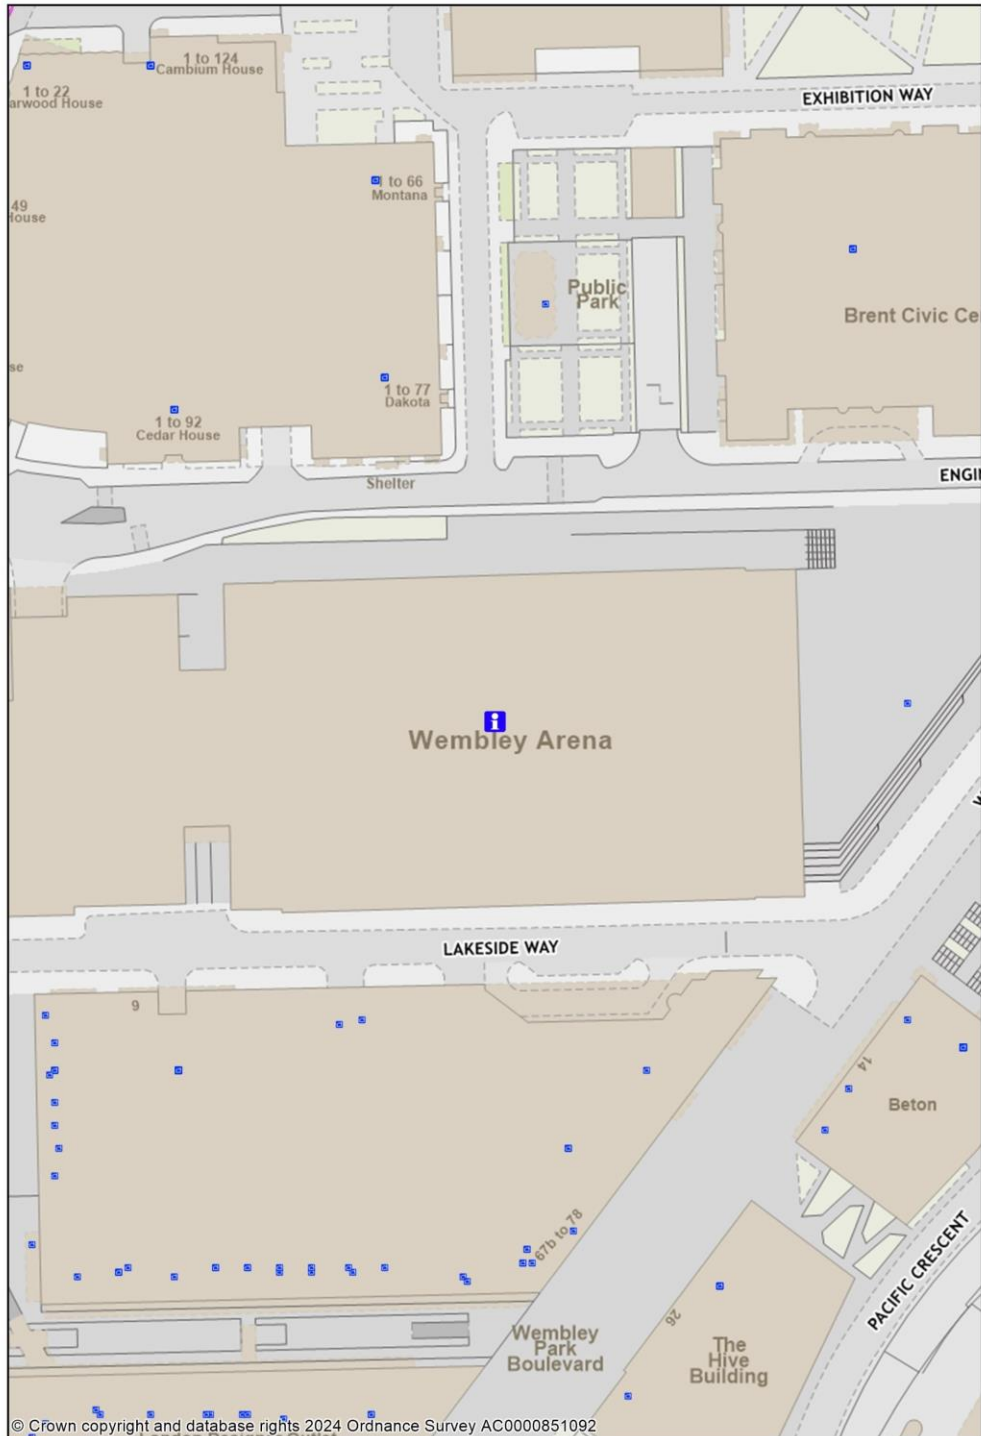 1 to 124
Cambium House
1 to 22
arwood House
EXHIBITION WAY
1 to 66
Montana
49
House
Public
Park
Brent Civic Ce
se
1 to 77
Dakota
1 to 92
Cedar House
Shelter
ENGI
Wembley Arena
W
LAKESIDE WAY
9
14
Beton
67b to 78
PACIFIC CRESCENT
26
Wembley
Park
Boulevard
The
Hive
Building
© Crown copyright and database rights 2024 Ordnance Survey AC0000851092